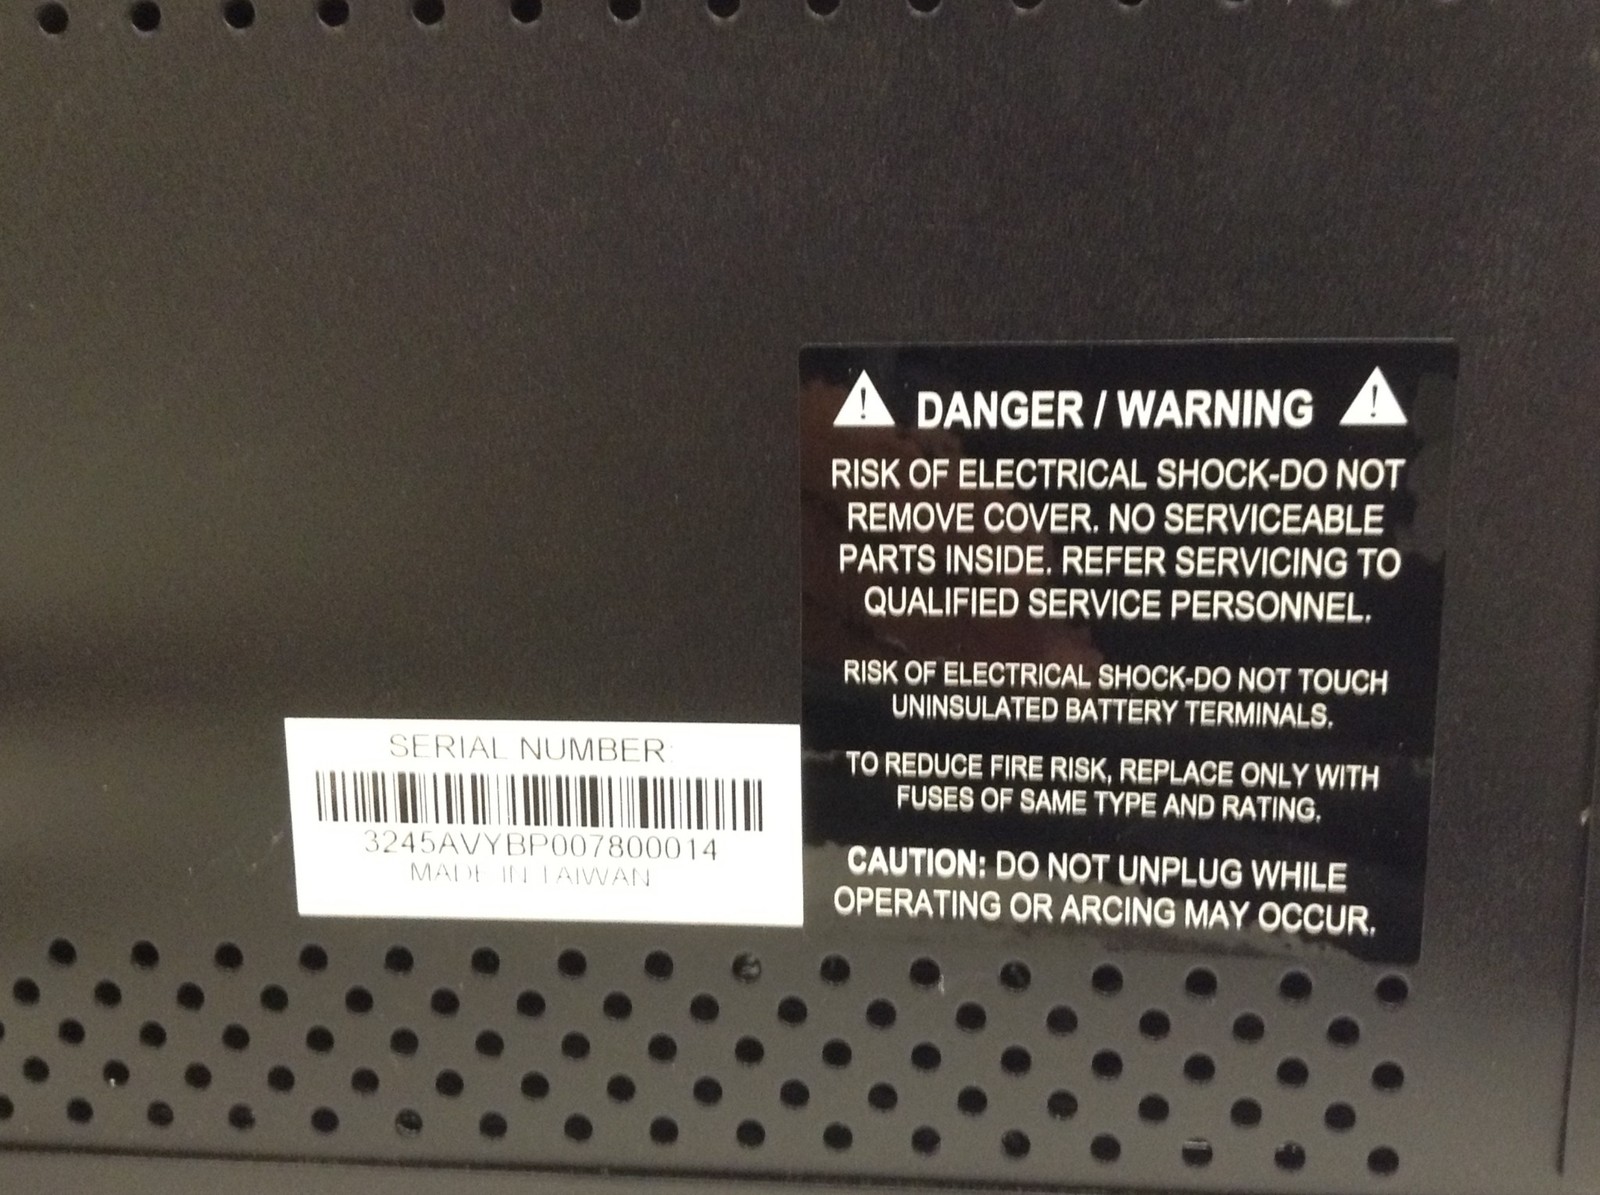 DANGER / WARNING
RISK OF ELECTRICAL SHOCK-DO NOT
REMOVE COVER. NO SERVICEABLE
PARTS INSIDE. REFER SERVICING TO
QUALIFIED SERVICE PERSONNEL.
RISK OF ELECTRICAL SHOCK-DO NOT TOUCH
UNINSULATED BATTERY TERMINALS.
TO REDUCE FIRE RISK, REPLACE ONLY WITH
FUSES OF SAME TYPE AND RATING.
CAUTION: DO NOT UNPLUG WHILE
OPERATING OR ARCING MAY OCCUR.
SERIAL NUMBER:
3245AVYBP007800014
MADE IN TAIWAN